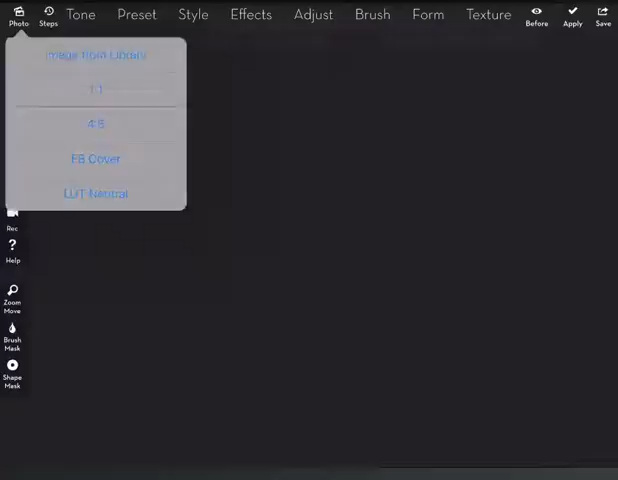 Photo Steps Tone Preset Style Effects Adjust Brush Form Texture Before Apply Save
Image from Library
1:1
4:5
FB Cover
LUT Neutral
Rec
?
Help
Zoom
Move
Brush
Mask
Shape
Mask